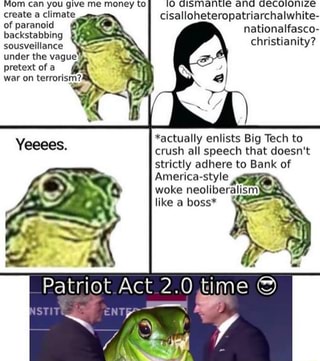 Mom can you give me money to
create a climate
of paranoid
backstabbing
sousveillance
under the vague
pretext of a
war on terrorism?
To dismantle and decolonize
cisalloheteropatriarchalwhite-
nationalfasco-
christianity?
Yeeees.
*actually enlists Big Tech to
crush all speech that doesn't
strictly adhere to Bank of
America-style
woke neoliberalism
like a boss*
Patriot Act 2.0 time 😎
NSTIT
ENTE